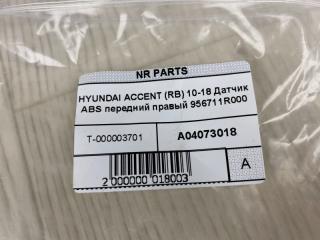 NR PARTS
HYUNDAI ACCENT (RB) 10-18 Датчик
ABS передний правый 956711R000
T-000003701
A04073018
2 000000 018003
A